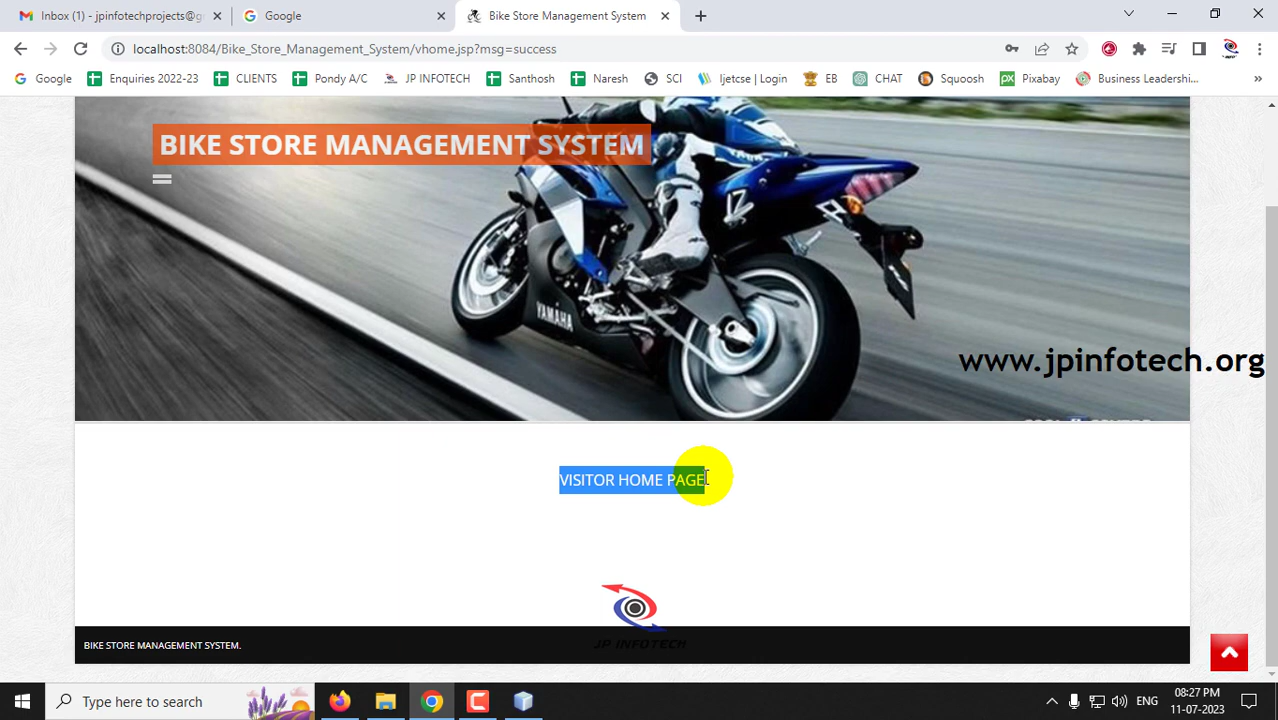 Inbox (1) - jpinfotechprojects@g
Google
Bike Store Management System
localhost:8084/Bike_Store_Management_System/vhome.jsp?msg=success
Google
Enquiries 2022-23
CLIENTS
Pondy A/C
JP INFOTECH
Santhosh
Naresh
SCI
Ijetcse | Login
EB
CHAT
Squoosh
Pixabay
Business Leadershi...
BIKE STORE MANAGEMENT SYSTEM
YAMAHA
www.jpinfotech.org
VISITOR HOME PAGE
JP INFOTECH
BIKE STORE MANAGEMENT SYSTEM.
Type here to search
ENG
08:27 PM
11-07-2023